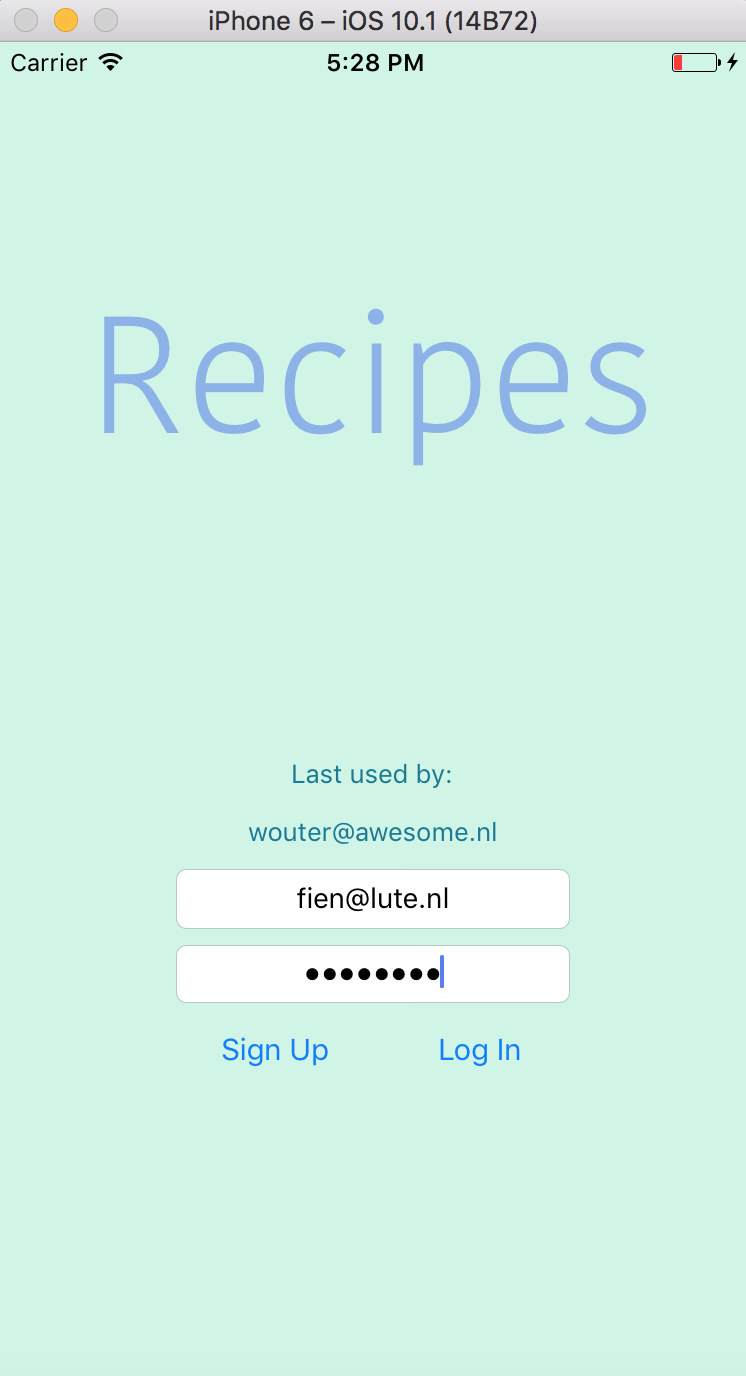 iPhone 6 – iOS 10.1 (14B72)
Carrier 5:28 PM
Recipes
Last used by:
wouter@awesome.nl
fien@lute.nl
••••••••
Sign Up Log In